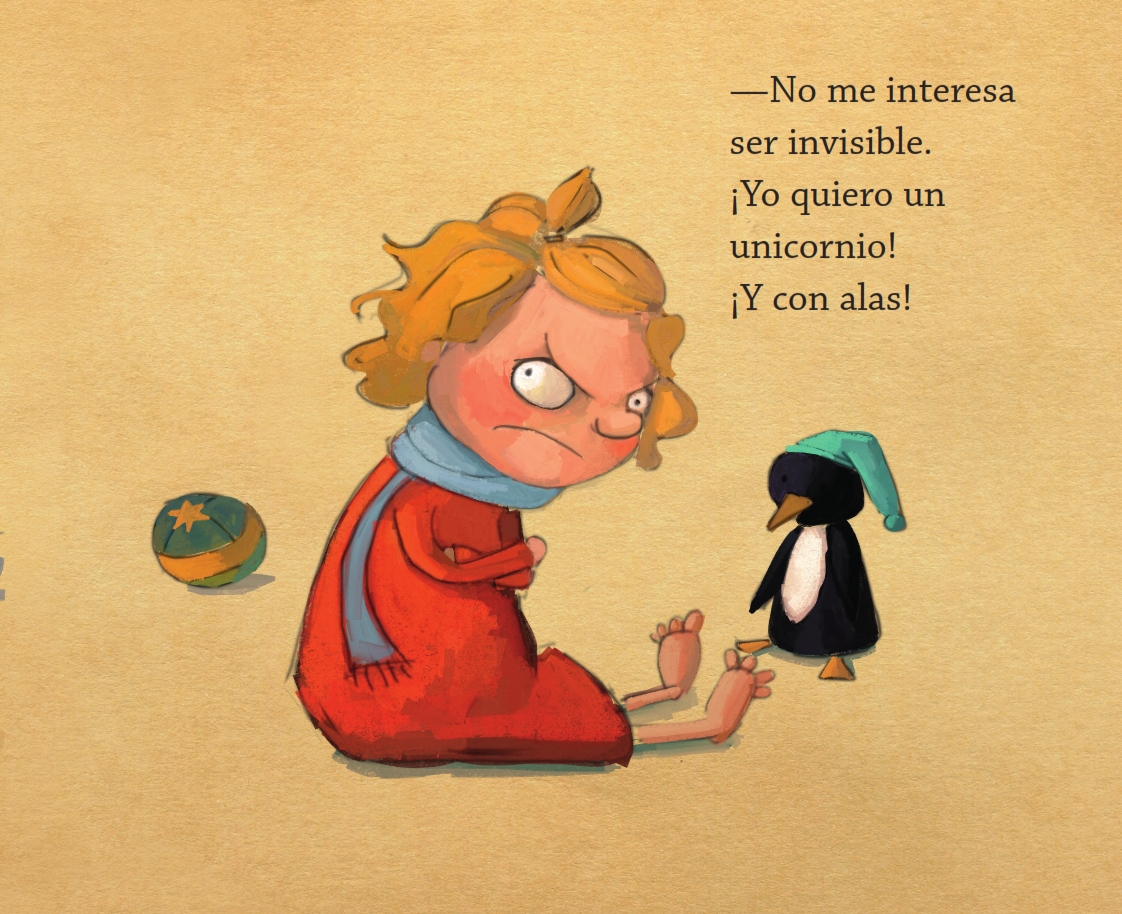 —No me interesa
ser invisible.
¡Yo quiero un
unicornio!
¡Y con alas!